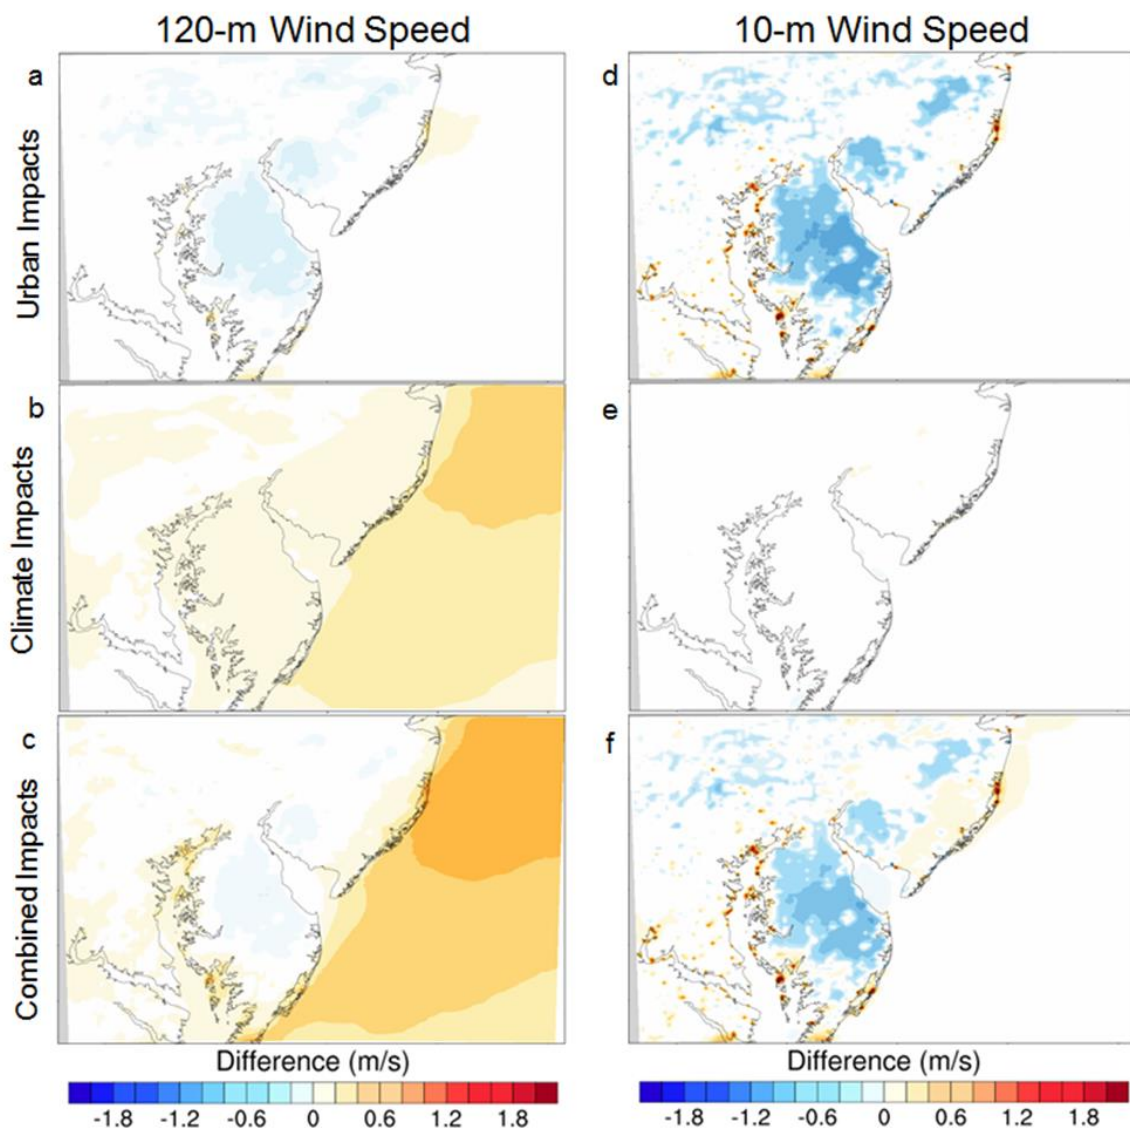 120-m Wind Speed
10-m Wind Speed
a
d
Urban Impacts
b
e
Climate Impacts
c
f
Combined Impacts
Difference (m/s)
Difference (m/s)
-1.8 -1.2 -0.6 0 0.6 1.2 1.8
-1.8 -1.2 -0.6 0 0.6 1.2 1.8